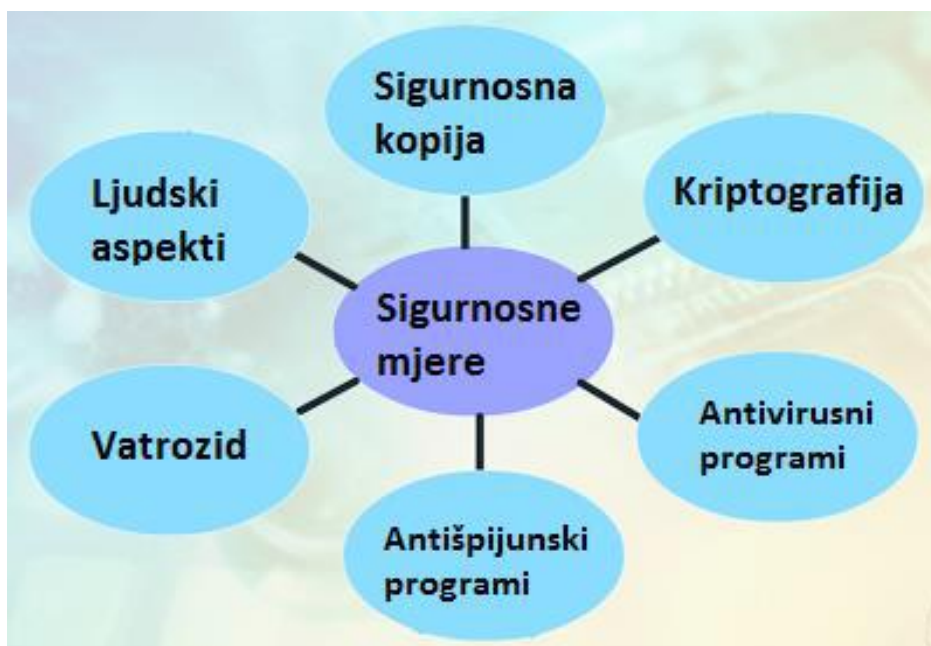 Sigurnosna
kopija
Ljudski
aspekti
Kriptografija
Sigurnosne
mjere
Vatrozid
Antivirusni
programi
Antišpijunski
programi